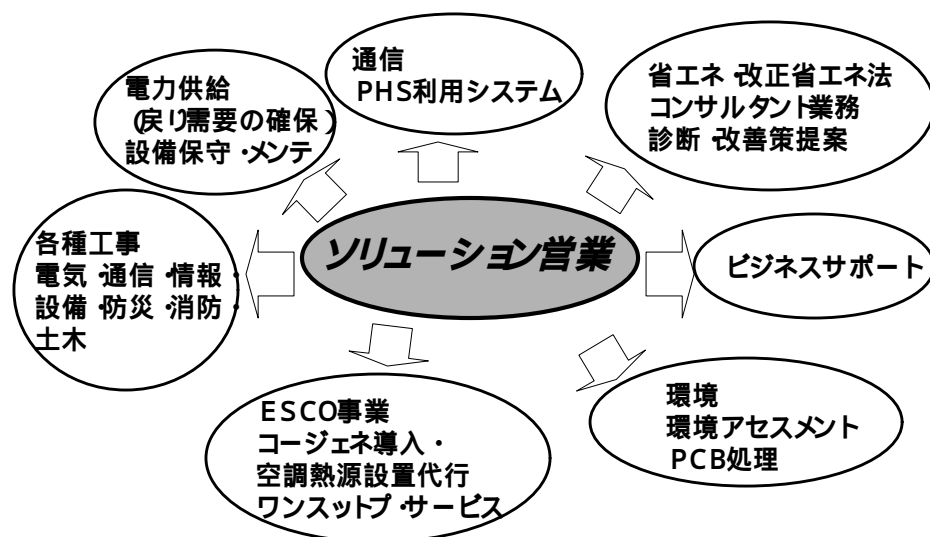 通信
PHS利用システム
電力供給
(戻り需要の確保)
設備保守・メンテ
省エネ・改正省エネ法
コンサルタント業務
診断・改善策提案
ソリューション営業
各種工事
電気・通信・情報・
設備・防災・消防・
土木
ビジネスサポート
ESCO事業
コージェネ導入・
空調熱源設置代行
ワンスットプ・サービス
環境
環境アセスメント
PCB処理